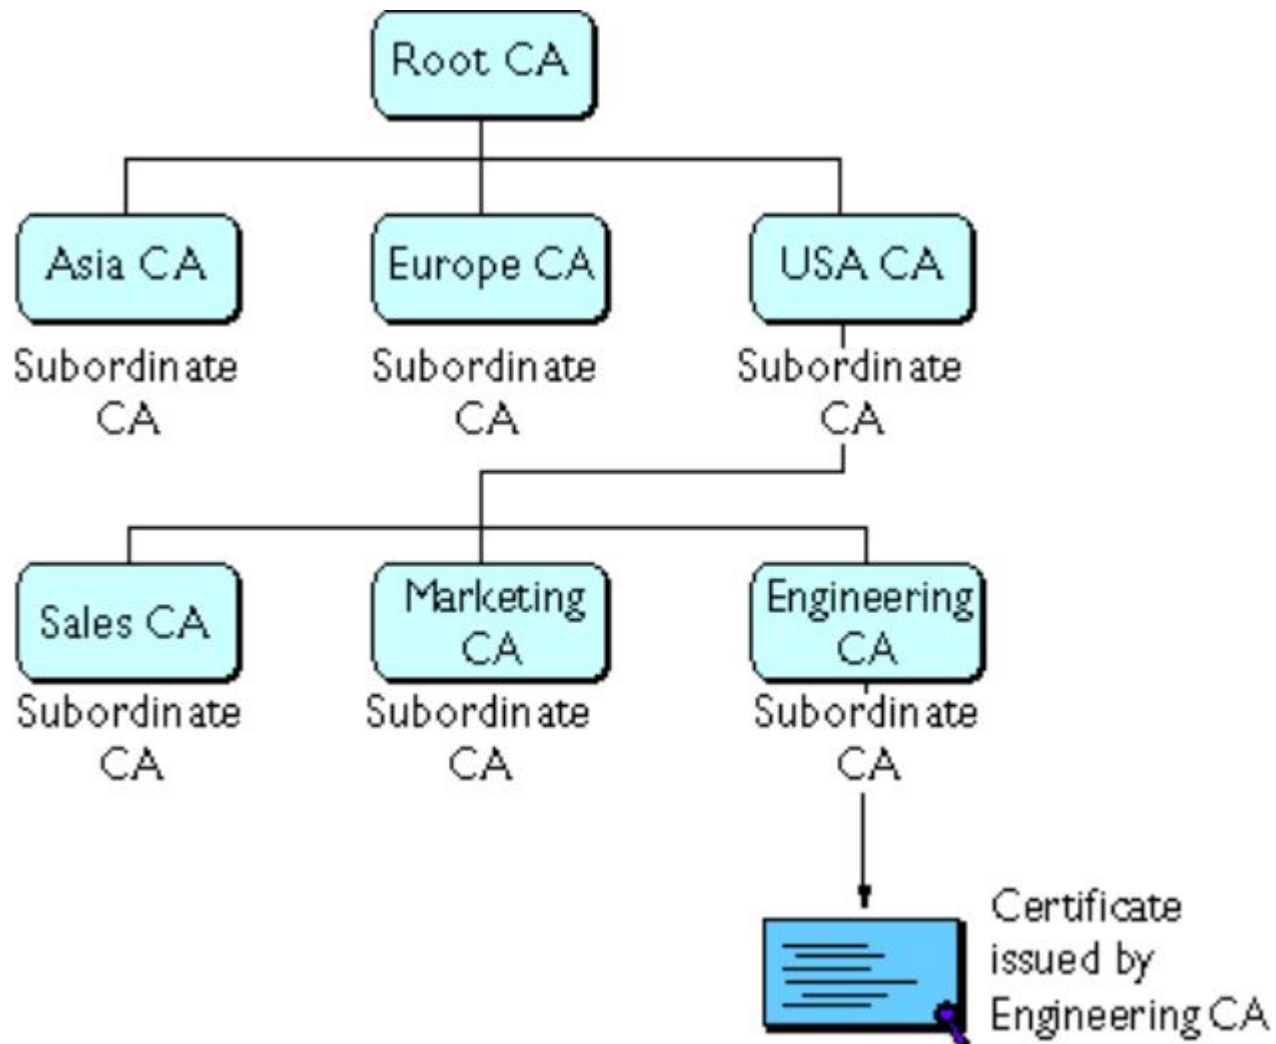 Root CA
Asia CA
Europe CA
USA CA
Subordinate
CA
Subordinate
CA
Subordinate
CA
Sales CA
Marketing
CA
Engineering
CA
Subordinate
CA
Subordinate
CA
Subordinate
CA
Certificate
issued by
Engineering CA